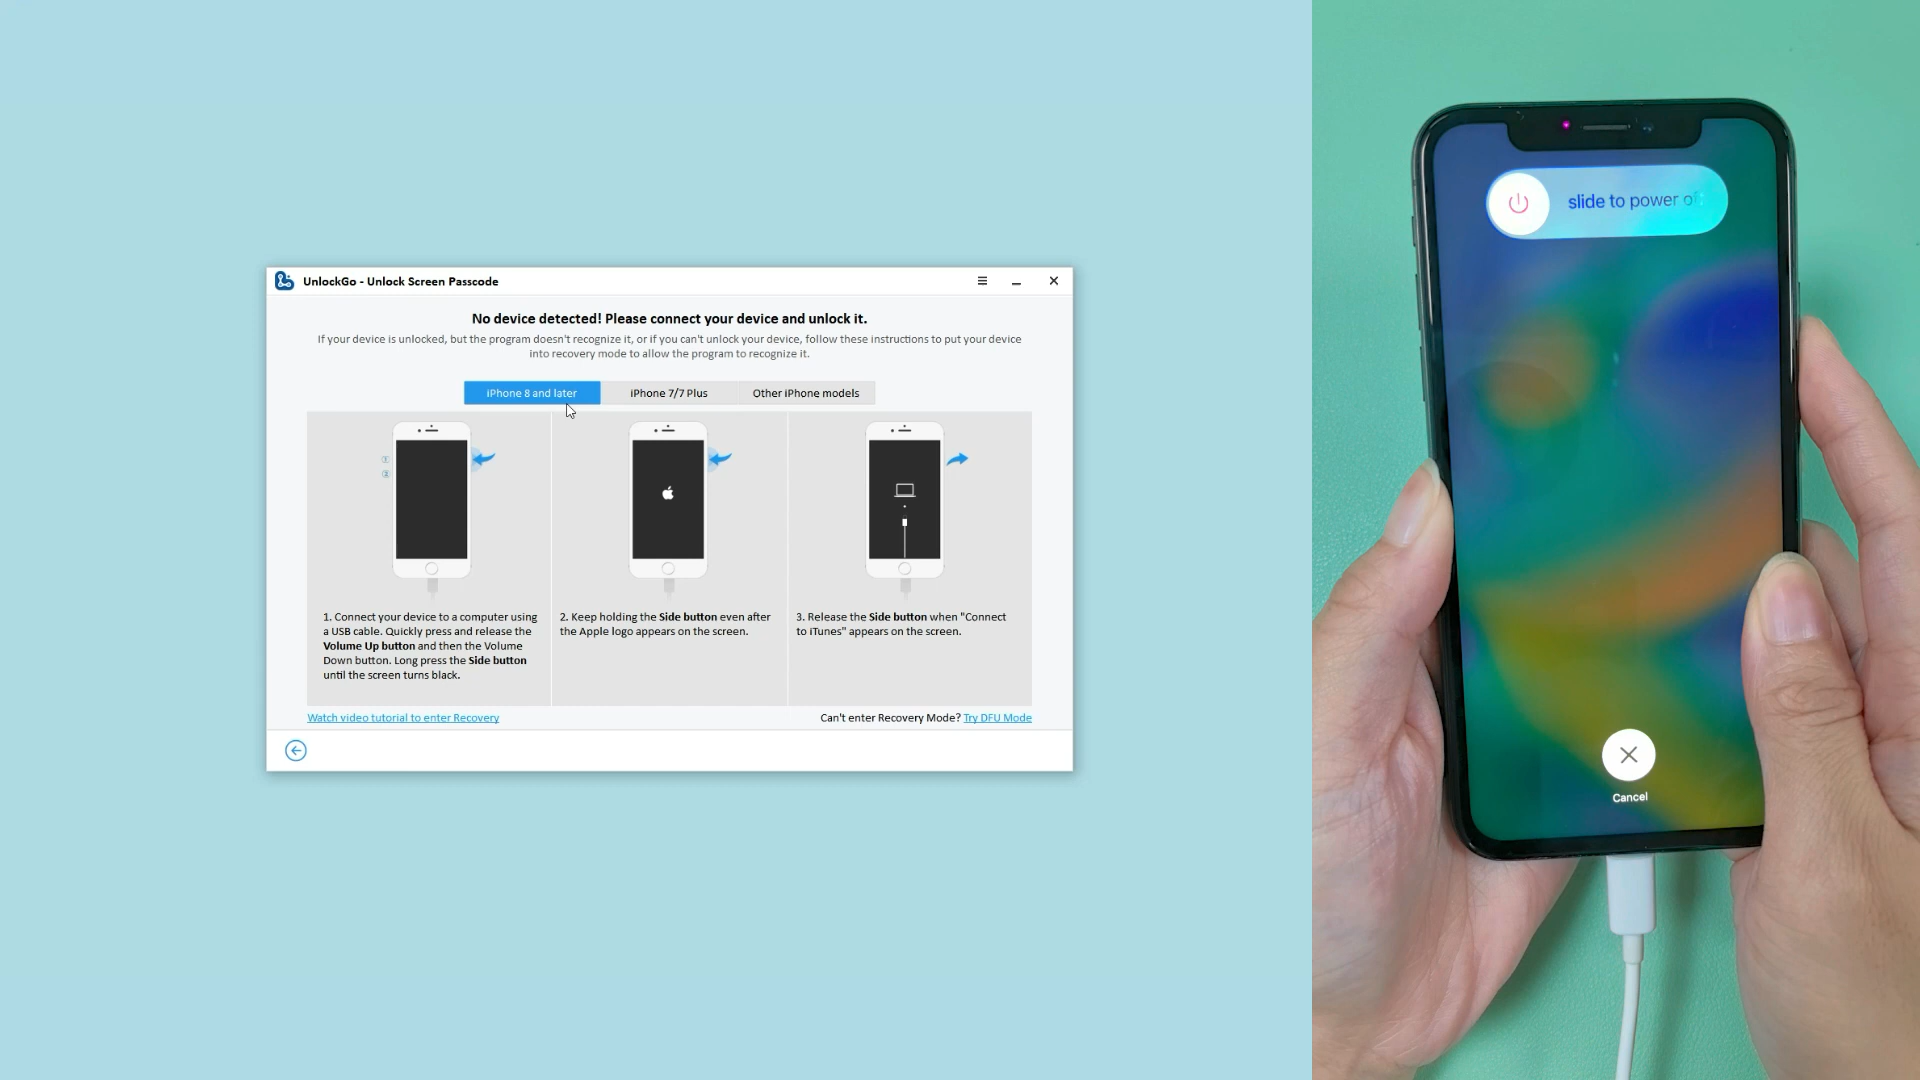 UnlockGo - Unlock Screen Passcode
No device detected! Please connect your device and unlock it.
If your device is unlocked, but the program doesn't recognize it, or if you can't unlock your device, follow these instructions to put your device
into recovery mode to allow the program to recognize it.
iPhone 8 and later
iPhone 7/7 Plus
Other iPhone models
1
2
1. Connect your device to a computer using
a USB cable. Quickly press and release the
Volume Up button and then the Volume
Down button. Long press the Side button
until the screen turns black.
2. Keep holding the Side button even after
the Apple logo appears on the screen.
3. Release the Side button when "Connect
to iTunes" appears on the screen.
Watch video tutorial to enter Recovery
Can't enter Recovery Mode? Try DFU Mode
slide to power of
Cancel